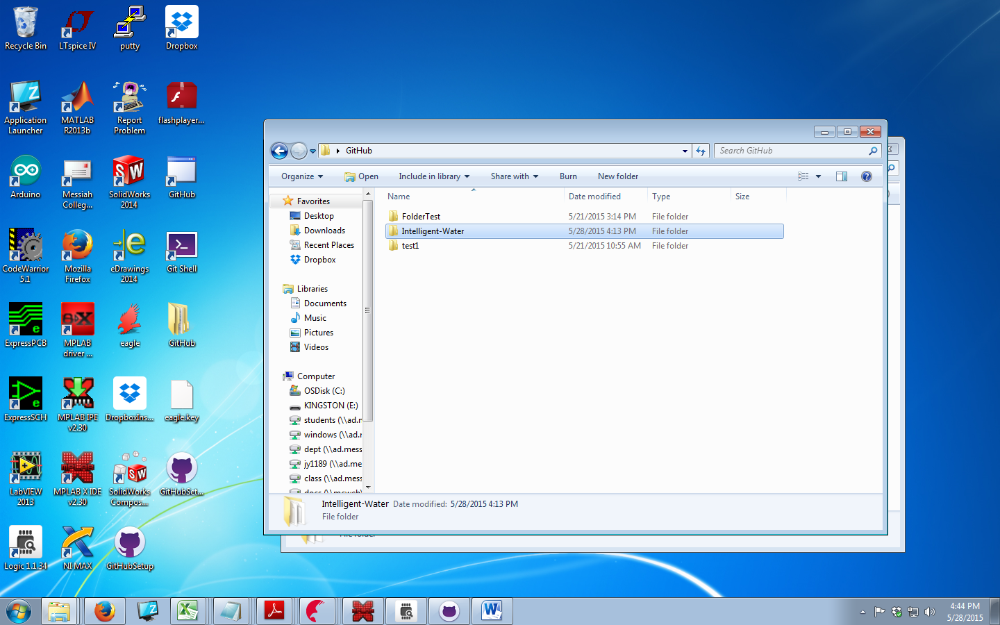 Recycle Bin
LTspice IV
putty
Dropbox
Application
Launcher
MATLAB
R2013b
Report
Problem
flashplayer...
Arduino
Messiah
Colleg...
SolidWorks
2014
GitHub
CodeWarrior
5.1
Mozilla
Firefox
eDrawings
2014
Git Shell
ExpressPCB
MPLAB
driver ...
eagle
GitHub
ExpressSCH
MPLAB IPE
v2.30
DropboxIns...
eagle.key
LabVIEW
2013
MPLAB X IDE
v2.30
SolidWorks
Compos...
GitHubSet...
Logic 1.1.34
NI MAX
GitHubSetup
GitHub
Search GitHub
Organize
Open
Include in library
Share with
Burn
New folder
Favorites
Desktop
Downloads
Recent Places
Dropbox
Libraries
Documents
Music
Pictures
Videos
Computer
OSDisk (C:)
KINGSTON (E:)
students (\\ad.r
windows (\\ad.r
dept (\\ad.mess
jy1189 (\\ad.me
class (\\ad.mess
docs (\\mcweb\
Name Date modified Type Size
FolderTest 5/21/2015 3:14 PM File folder
Intelligent-Water 5/28/2015 4:13 PM File folder
test1 5/21/2015 10:55 AM File folder
Intelligent-Water Date modified: 5/28/2015 4:13 PM
File folder
File folder
4:44 PM
5/28/2015